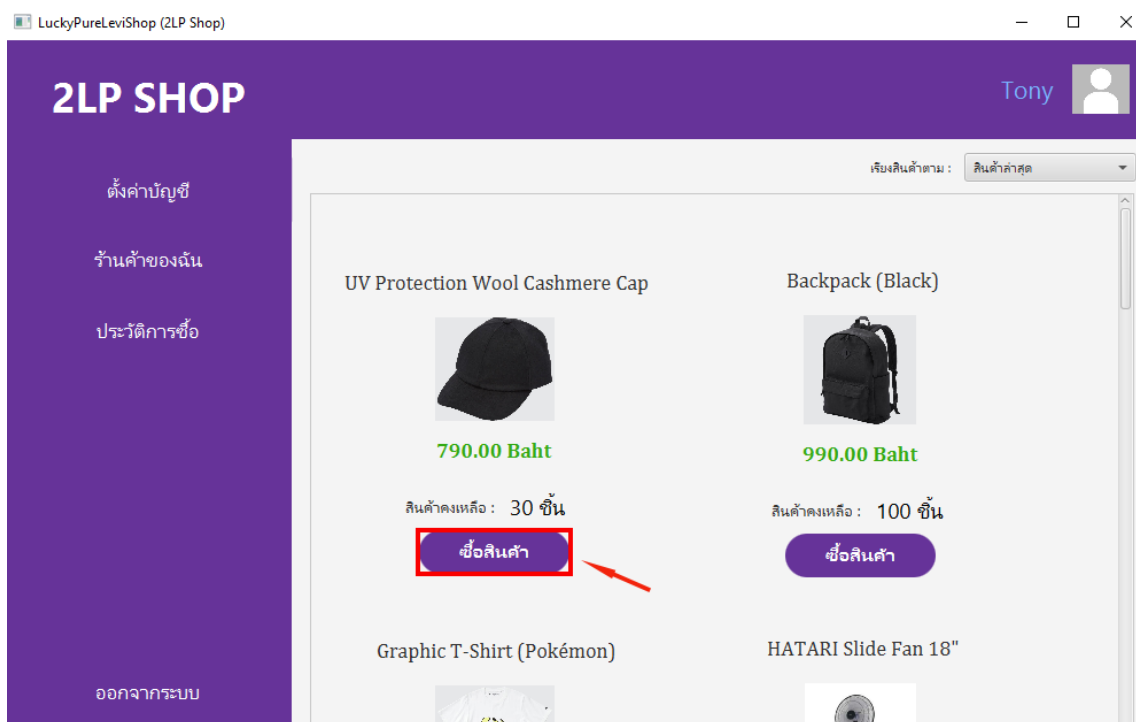 LuckyPureLeviShop (2LP Shop)
2LP SHOP
Tony
ตั้งค่าบัญชี
ร้านค้าของฉัน
ประวัติการซื้อ
ออกจากระบบ
เรียงสินค้าตาม :
สินค้าล่าสุด
UV Protection Wool Cashmere Cap
790.00 Baht
สินค้าคงเหลือ : 30 ชิ้น
ซื้อสินค้า
Backpack (Black)
990.00 Baht
สินค้าคงเหลือ : 100 ชิ้น
ซื้อสินค้า
Graphic T-Shirt (Pokémon)
HATARI Slide Fan 18"